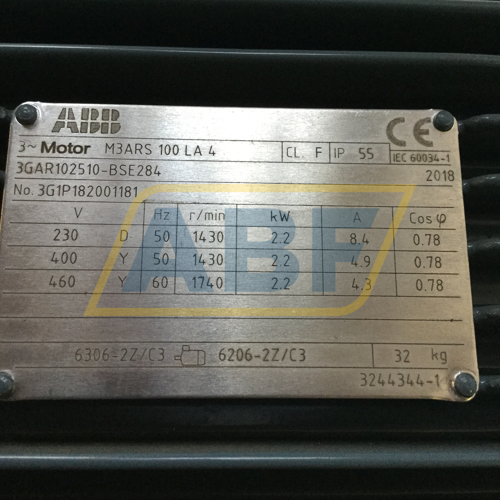 ABB
CE
3~ Motor M3ARS 100 LA 4 CL. F IP 55 IEC 60034-1
3GAR102510-BSE284 2018
No. 3G1P182001181
V Hz r/min kW A Cos φ
230 D 50 1430 2.2 8.4 0.78
400 Y 50 1430 2.2 4.9 0.78
460 Y 60 1740 2.2 4.3 0.78
ABF
6306-2Z/C3 6206-2Z/C3 32 kg
3244344-1